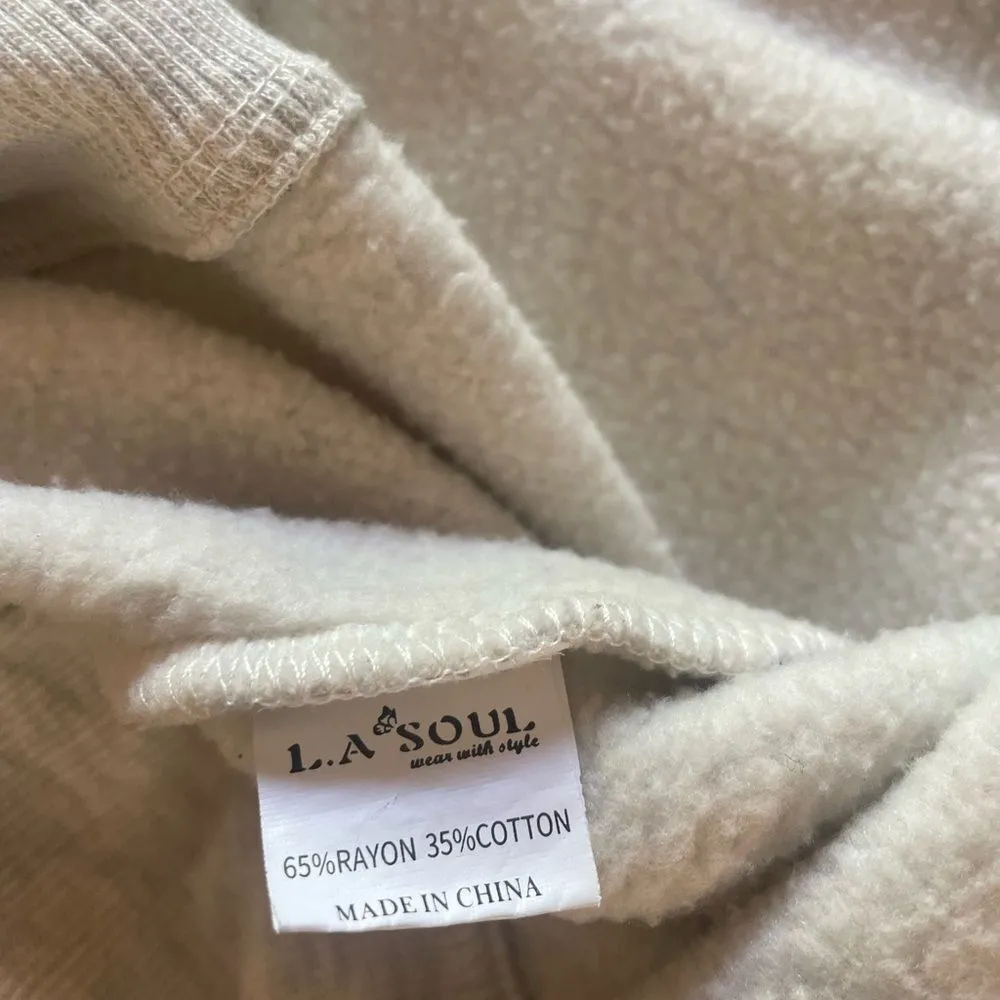 L.A SOUL
wear with style
65%RAYON 35%COTTON
MADE IN CHINA